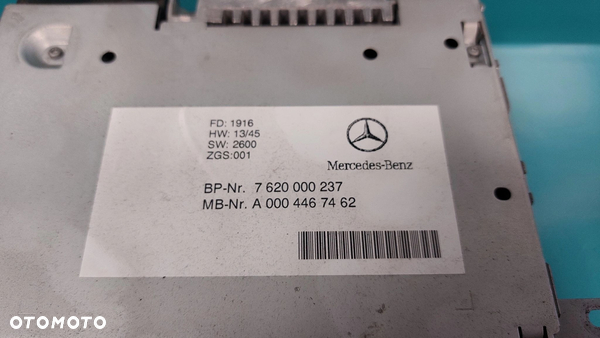 FD: 1916
HW: 13/45
SW: 2600
ZGS:001
Mercedes-Benz
BP-Nr. 7 620 000 237
MB-Nr. A 000 446 74 62
OTOMOTO